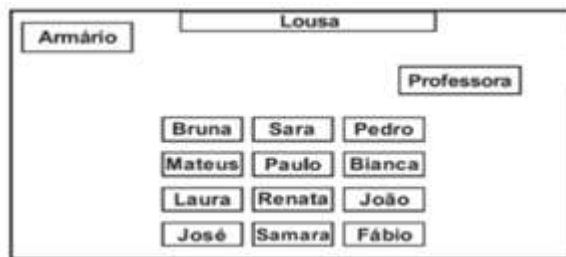 Lousa
Armário
Professora
Bruna Sara Pedro
Mateus Paulo Bianca
Laura Renata João
José Samara Fábio